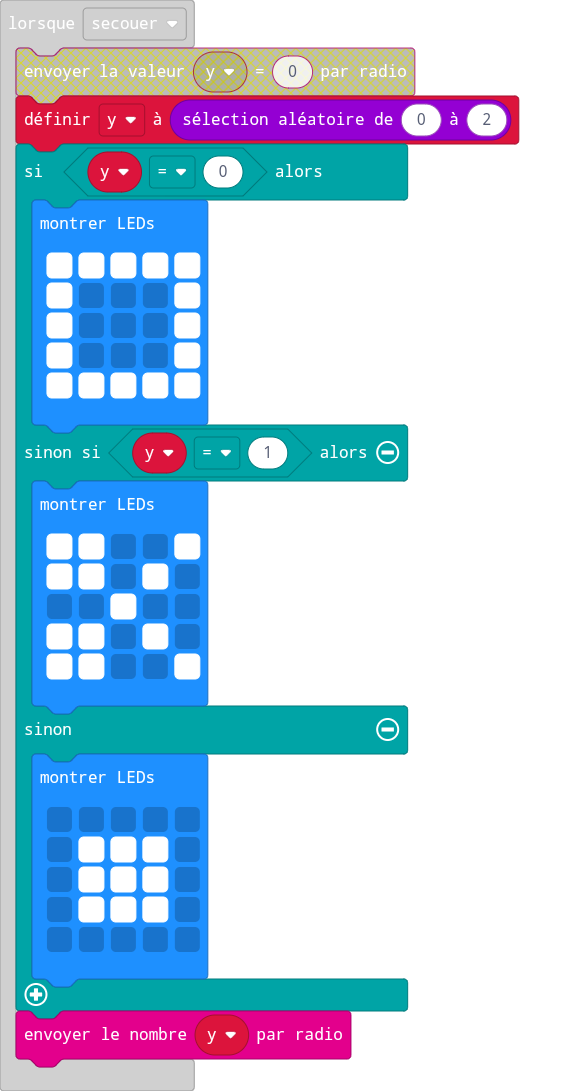 lorsque secouer
envoyer la valeur y = 0 par radio
définir y à sélection aléatoire de 0 à 2
si y = 0 alors
montrer LEDs
sinon si y = 1 alors
montrer LEDs
sinon
montrer LEDs
envoyer le nombre y par radio